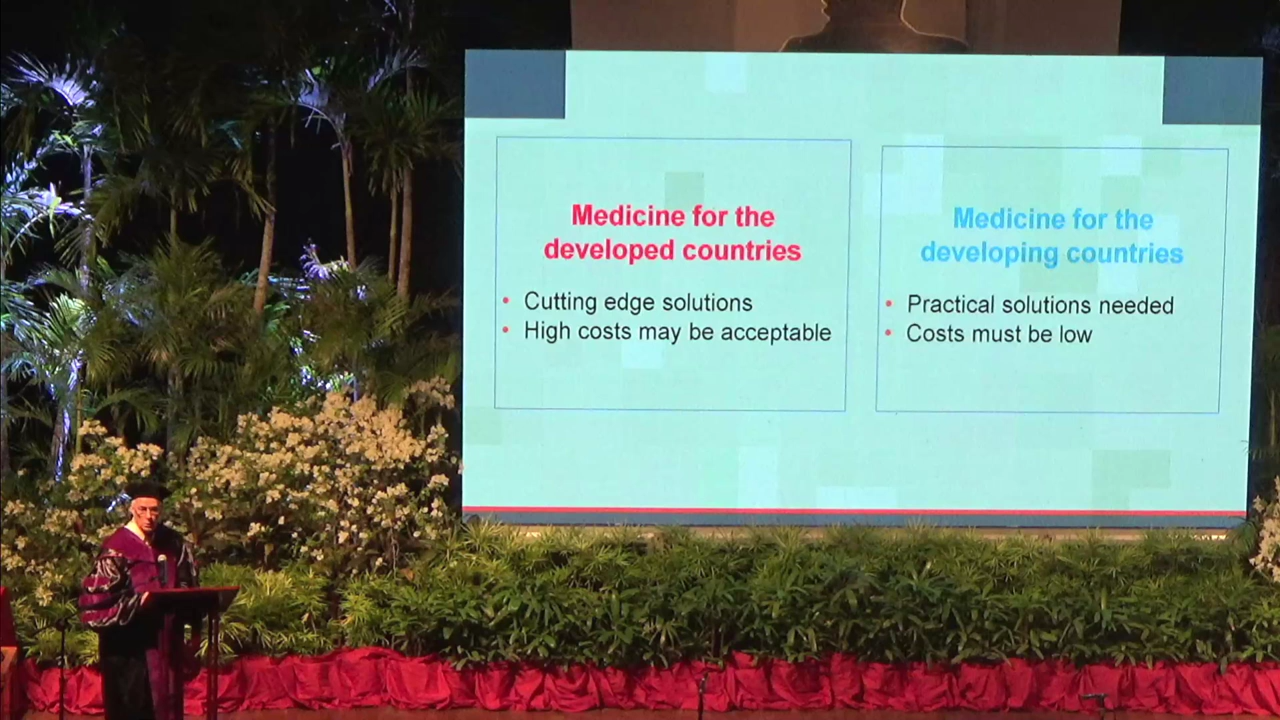 Medicine for the
developed countries
• Cutting edge solutions
• High costs may be acceptable
Medicine for the
developing countries
• Practical solutions needed
• Costs must be low